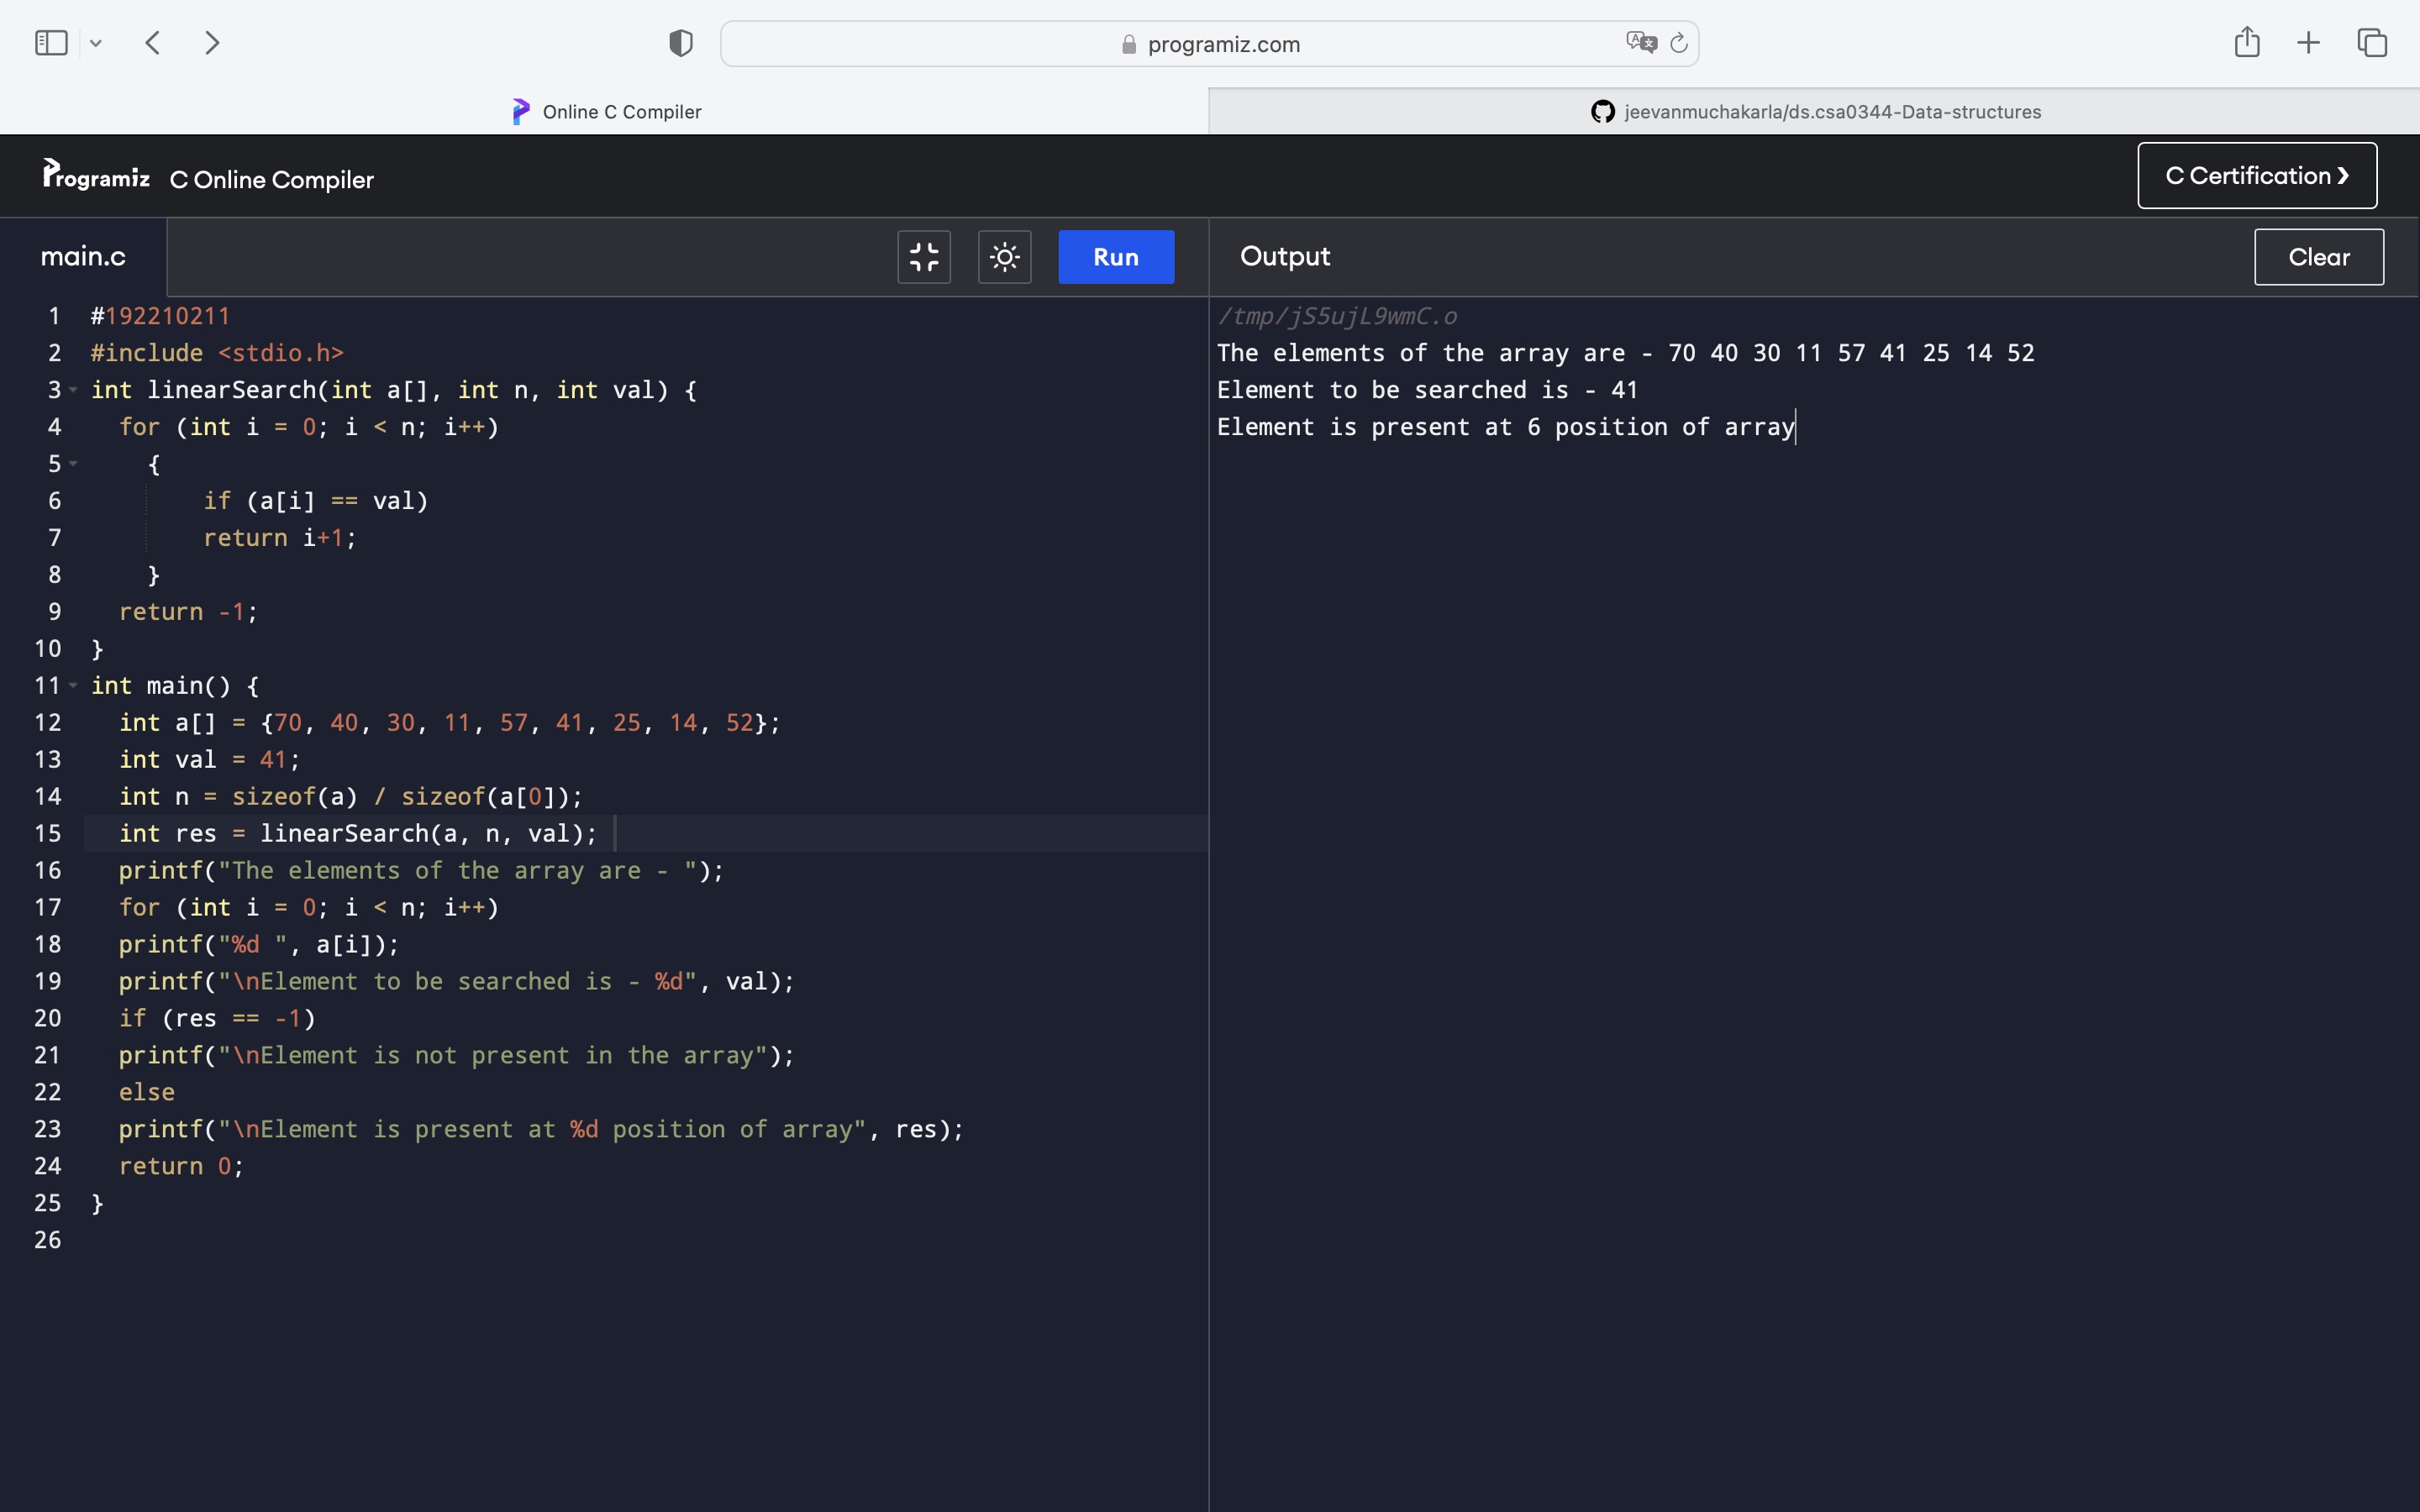 programiz.com
Online C Compiler
jeevanmuchakarla/ds.csa0344-Data-structures
Programiz C Online Compiler
C Certification ❯
main.c
Run
Output
Clear
1 #192210211
2 #include <stdio.h>
3 int linearSearch(int a[], int n, int val) {
4   for (int i = 0; i < n; i++)
5     {
6         if (a[i] == val)
7         return i+1;
8     }
9   return -1;
10 }
11 int main() {
12   int a[] = {70, 40, 30, 11, 57, 41, 25, 14, 52};
13   int val = 41;
14   int n = sizeof(a) / sizeof(a[0]);
15   int res = linearSearch(a, n, val);
16   printf("The elements of the array are - ");
17   for (int i = 0; i < n; i++)
18   printf("%d ", a[i]);
19   printf("\nElement to be searched is - %d", val);
20   if (res == -1)
21   printf("\nElement is not present in the array");
22   else
23   printf("\nElement is present at %d position of array", res);
24   return 0;
25 }
26
/tmp/jS5ujL9wmC.o
The elements of the array are - 70 40 30 11 57 41 25 14 52
Element to be searched is - 41
Element is present at 6 position of array